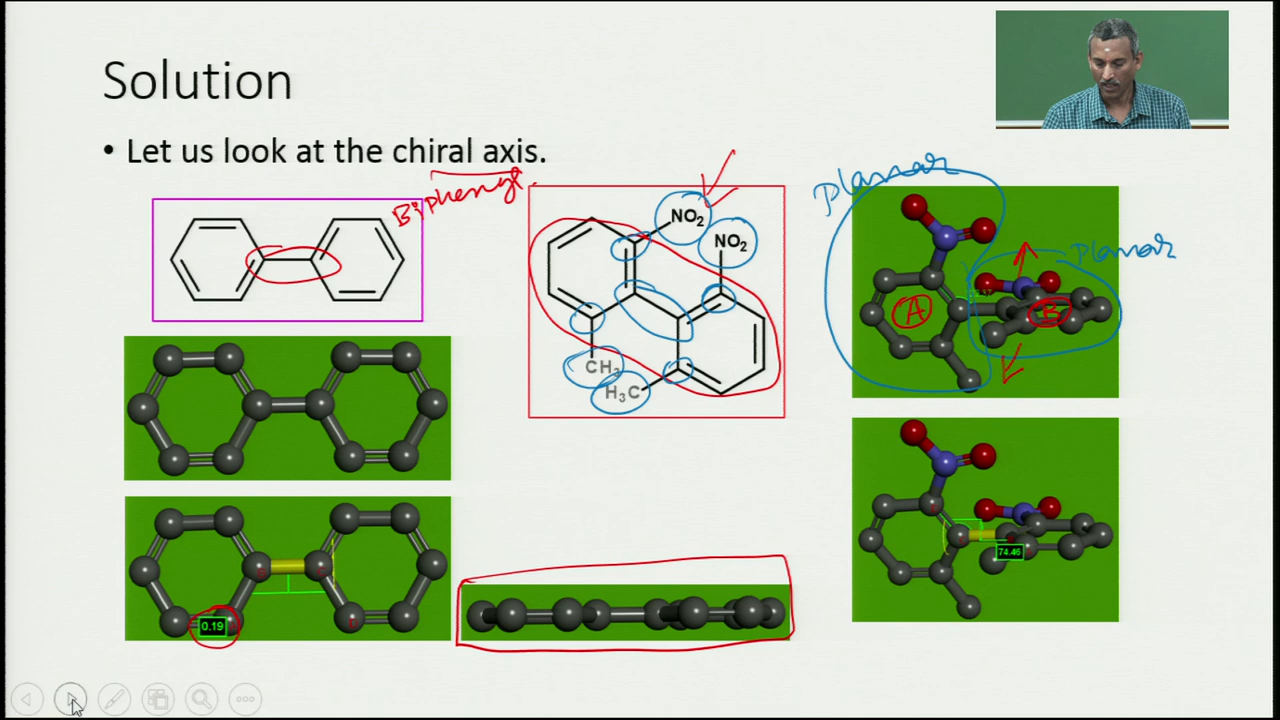 Solution
• Let us look at the chiral axis.
Biphenyl
NO2
NO2
CH3
H3C
Planar
Planar
A
B
0.19
74.46